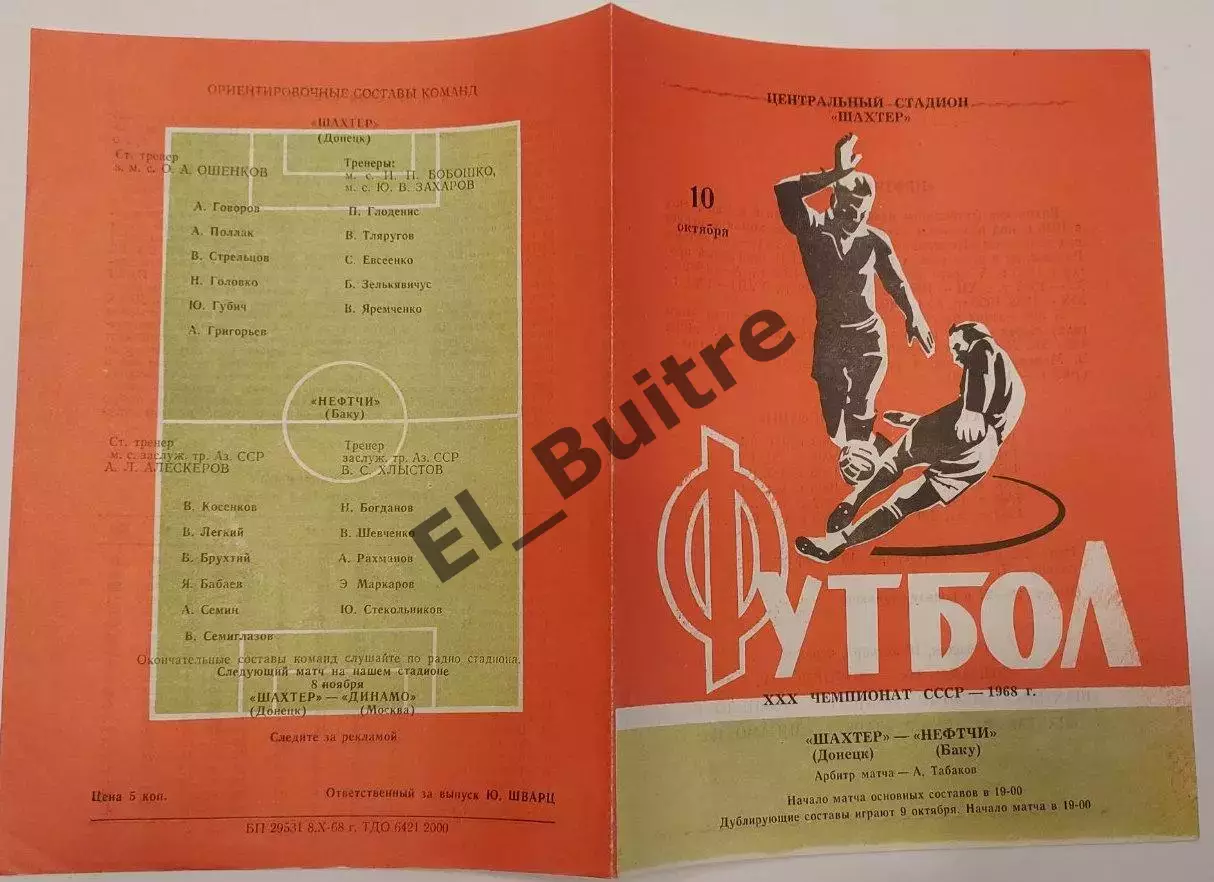 ОРИЕНТИРОВОЧНЫЕ СОСТАВЫ КОМАНД
«ШАХТЕР»
(Донецк)
Ст. тренер
з. м. с. О. А. ОШЕНКОВ
Тренеры:
м. с. И. П. БОБОШКО,
м. с. Ю. В. ЗАХАРОВ
А. Говоров
А. Поллак
В. Стрельцов
Н. Головко
Ю. Губич
А. Григорьев
П. Глоденис
В. Тляругов
С. Евсеенко
Б. Зелькявичус
В. Яремченко
«НЕФТЧИ»
(Баку)
Ст. тренер
м. с. заслуж. тр. Аз. ССР
А. Л. АЛЕСКЕРОВ
Тренер
заслуж. тр. Аз. ССР
В. С. ХЛЫСТОВ
В. Косенков
В. Легкий
В. Брухтий
Я. Бабаев
А. Семин
В. Семиглазов
Н. Богданов
В. Шевченко
А. Рахманов
Э Маркаров
Ю. Стекольников
Окончательные составы команд слушайте по радио стадиона.
Следующий матч на нашем стадионе
8 ноября
«ШАХТЕР» — «ДИНАМО»
(Донецк) (Москва)
Следите за рекламой
Цена 5 коп.
Ответственный за выпуск Ю. ШВАРЦ
БП 29531 8.X-68 г. ТДО 6421 2000
ЦЕНТРАЛЬНЫЙ СТАДИОН
«ШАХТЕР»
10
октября
ФУТБОЛ
XXX ЧЕМПИОНАТ СССР — 1968 г.
«ШАХТЕР» — «НЕФТЧИ»
(Донецк) (Баку)
Арбитр матча — А. Табаков
Начало матча основных составов в 19-00
Дублирующие составы играют 9 октября. Начало матча в 19-00
El_Buitre